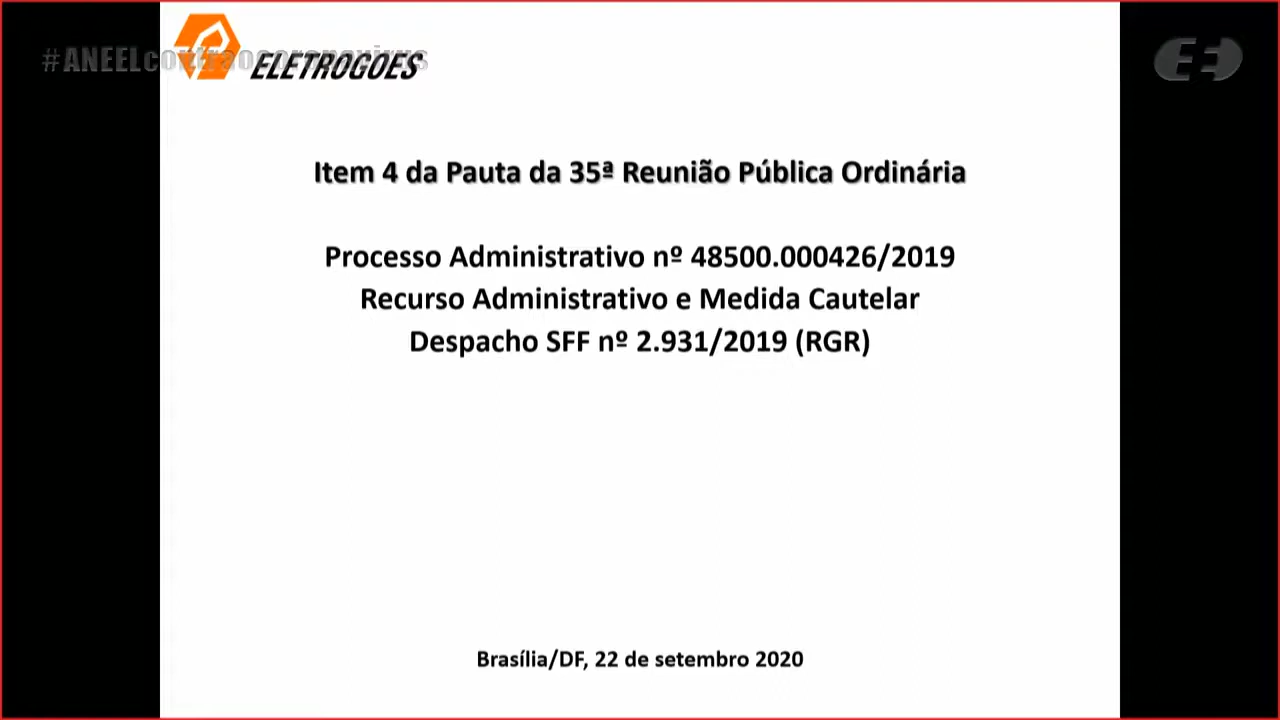 #ANEELcontraocoronavirus
ELETROGOES
Item 4 da Pauta da 35ª Reunião Pública Ordinária
Processo Administrativo nº 48500.000426/2019
Recurso Administrativo e Medida Cautelar
Despacho SFF nº 2.931/2019 (RGR)
Brasília/DF, 22 de setembro 2020